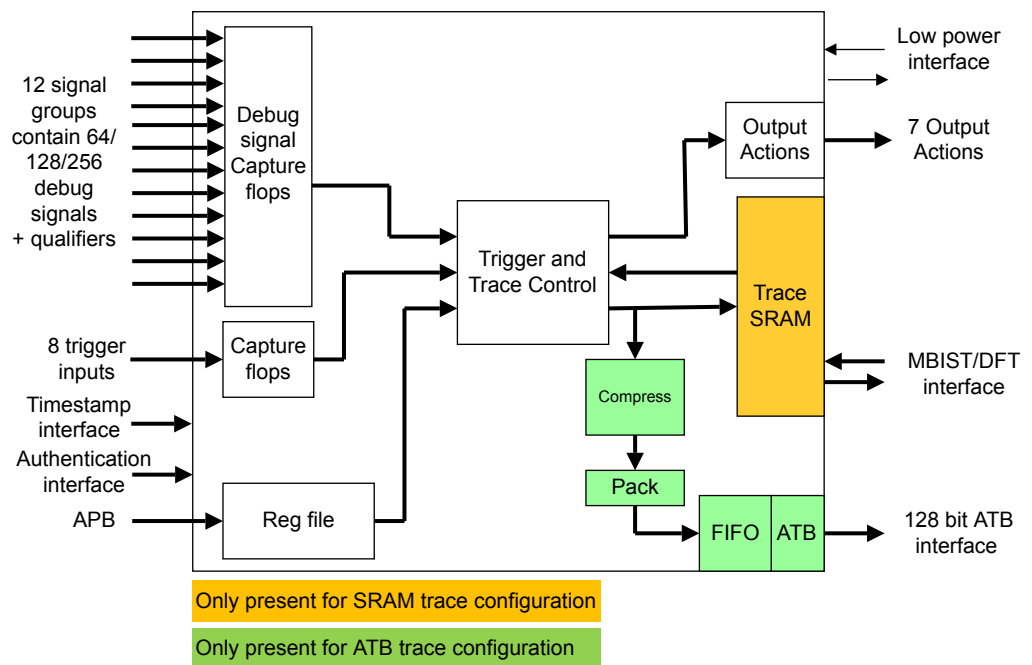 12 signal
groups
contain 64/
128/256
debug
signals
+ qualifiers
Debug
signal
Capture
flops
8 trigger
inputs
Capture
flops
Timestamp
interface
Authentication
interface
APB
Reg file
Trigger and
Trace Control
Output
Actions
Trace
SRAM
Compress
Pack
FIFO
ATB
Low power
interface
7 Output
Actions
MBIST/DFT
interface
128 bit ATB
interface
Only present for SRAM trace configuration
Only present for ATB trace configuration